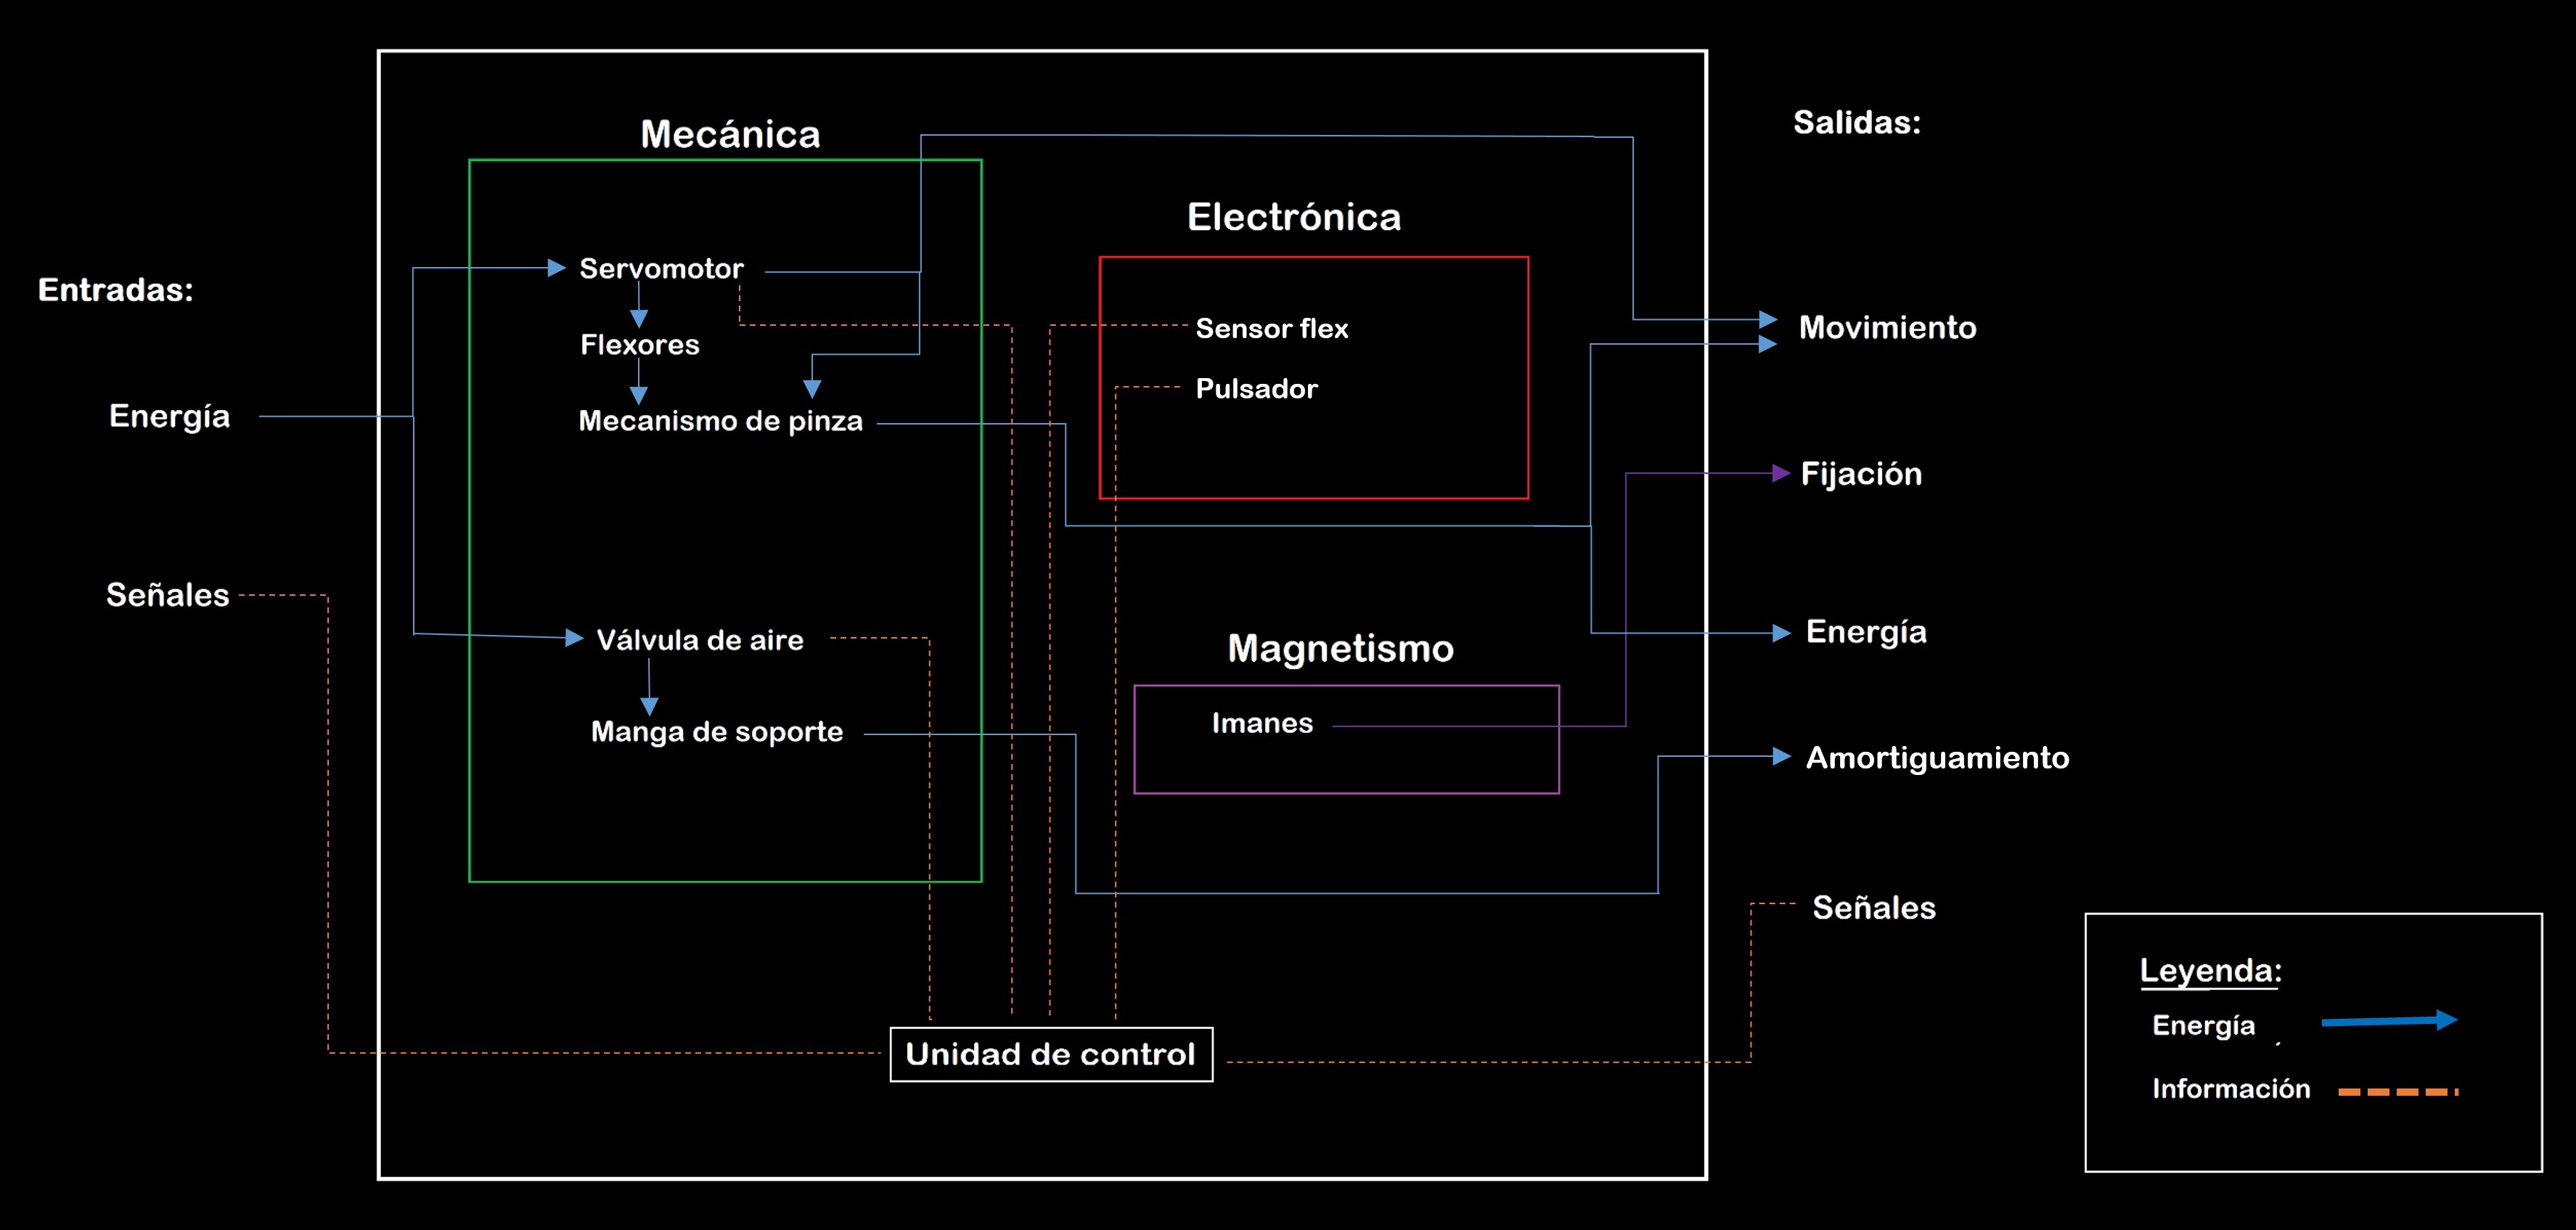 Entradas:
Energía
Señales
Mecánica
Servomotor
Flexores
Mecanismo de pinza
Válvula de aire
Manga de soporte
Electrónica
Sensor flex
Pulsador
Magnetismo
Imanes
Unidad de control
Salidas:
Movimiento
Fijación
Energía
Amortiguamiento
Señales
Leyenda:
Energía
Información